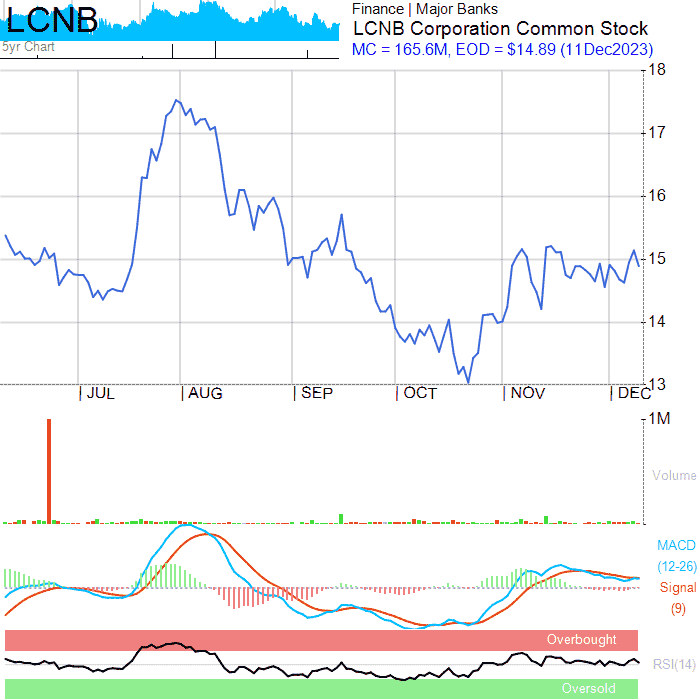 LCNB
5yr Chart
Finance | Major Banks
LCNB Corporation Common Stock
MC = 165.6M, EOD = $14.89 (11Dec2023)
18
17
16
15
14
13
JUL AUG SEP OCT NOV DEC
1M
Volume
MACD
(12-26)
Signal
(9)
Overbought
RSI(14)
Oversold